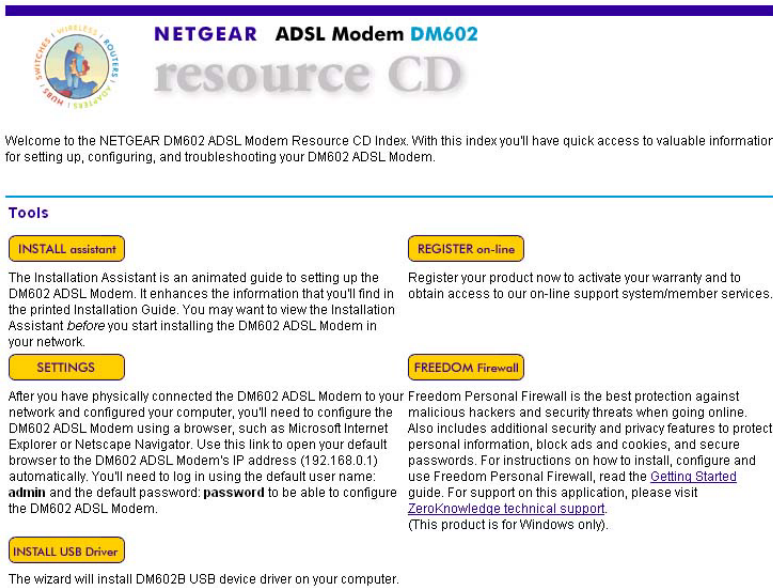 WIRELESS | ROUTERS | ADAPTERS | HUBS | SWITCHES |
NETGEAR ADSL Modem DM602
resource CD
Welcome to the NETGEAR DM602 ADSL Modem Resource CD Index. With this index you'll have quick access to valuable information
for setting up, configuring, and troubleshooting your DM602 ADSL Modem.
Tools
INSTALL assistant
The Installation Assistant is an animated guide to setting up the
DM602 ADSL Modem. It enhances the information that you'll find in
the printed Installation Guide. You may want to view the Installation
Assistant before you start installing the DM602 ADSL Modem in
your network.
REGISTER on-line
Register your product now to activate your warranty and to
obtain access to our on-line support system/member services.
SETTINGS
After you have physically connected the DM602 ADSL Modem to your
network and configured your computer, you'll need to configure the
DM602 ADSL Modem using a browser, such as Microsoft Internet
Explorer or Netscape Navigator. Use this link to open your default
browser to the DM602 ADSL Modem's IP address (192.168.0.1)
automatically. You'll need to log in using the default user name:
admin and the default password: password to be able to configure
the DM602 ADSL Modem.
FREEDOM Firewall
Freedom Personal Firewall is the best protection against
malicious hackers and security threats when going online.
Also includes additional security and privacy features to protect
personal information, block ads and cookies, and secure
passwords. For instructions on how to install, configure and
use Freedom Personal Firewall, read the Getting Started
guide. For support on this application, please visit
ZeroKnowledge technical support.
(This product is for Windows only).
INSTALL USB Driver
The wizard will install DM602B USB device driver on your computer.